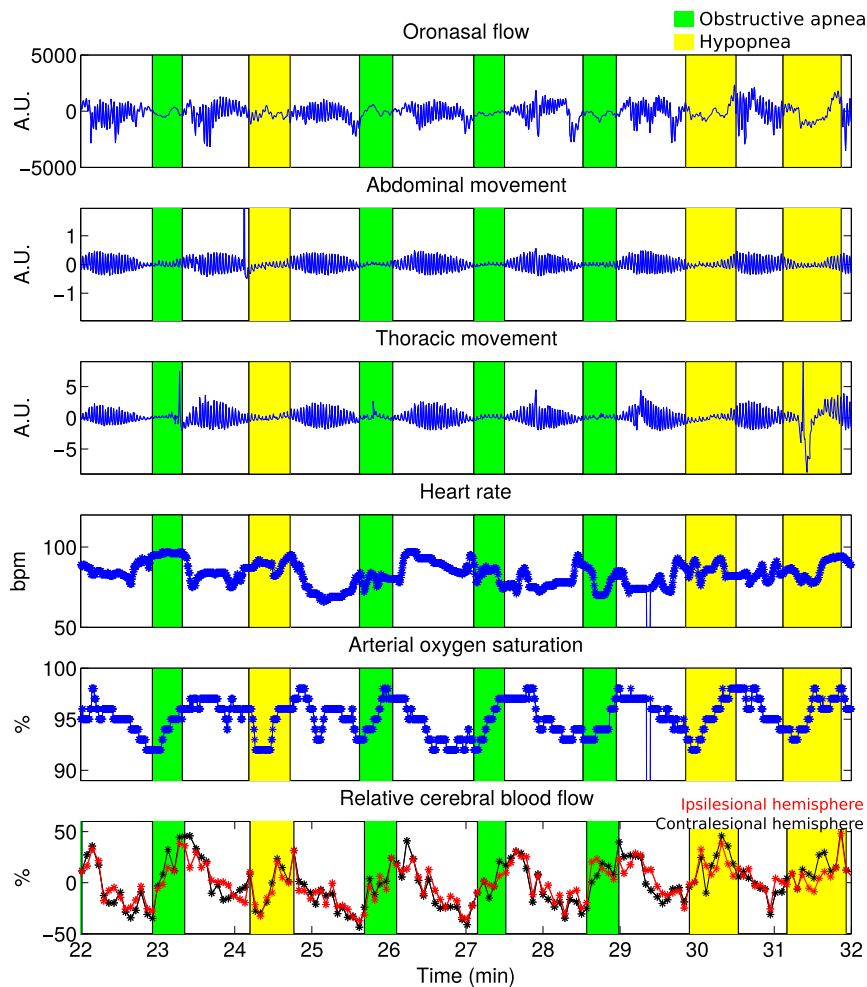 Obstructive apnea
Hypopnea
Oronasal flow
5000
0
−5000
A.U.
Abdominal movement
1
0
−1
A.U.
Thoracic movement
5
0
−5
A.U.
Heart rate
100
50
bpm
Arterial oxygen saturation
100
95
90
%
Relative cerebral blood flow
Ipsilesional hemisphere
Contralesional hemisphere
50
0
−50
%
22 23 24 25 26 27 28 29 30 31 32
Time (min)